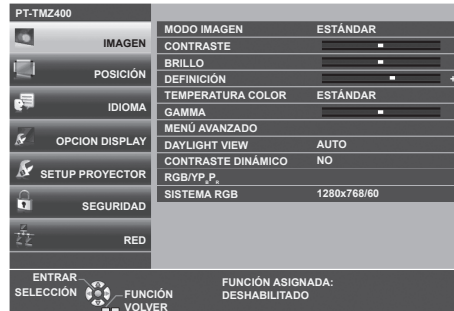 PT-TMZ400
IMAGEN
POSICIÓN
IDIOMA
OPCION DISPLAY
SETUP PROYECTOR
SEGURIDAD
RED
MODO IMAGEN ESTÁNDAR
CONTRASTE
BRILLO
DEFINICIÓN +
TEMPERATURA COLOR ESTÁNDAR
GAMMA
MENÚ AVANZADO
DAYLIGHT VIEW AUTO
CONTRASTE DINÁMICO NO
RGB/YPBPR
SISTEMA RGB 1280x768/60
ENTRAR
SELECCIÓN
FUNCIÓN
VOLVER
FUNCIÓN ASIGNADA:
DESHABILITADO